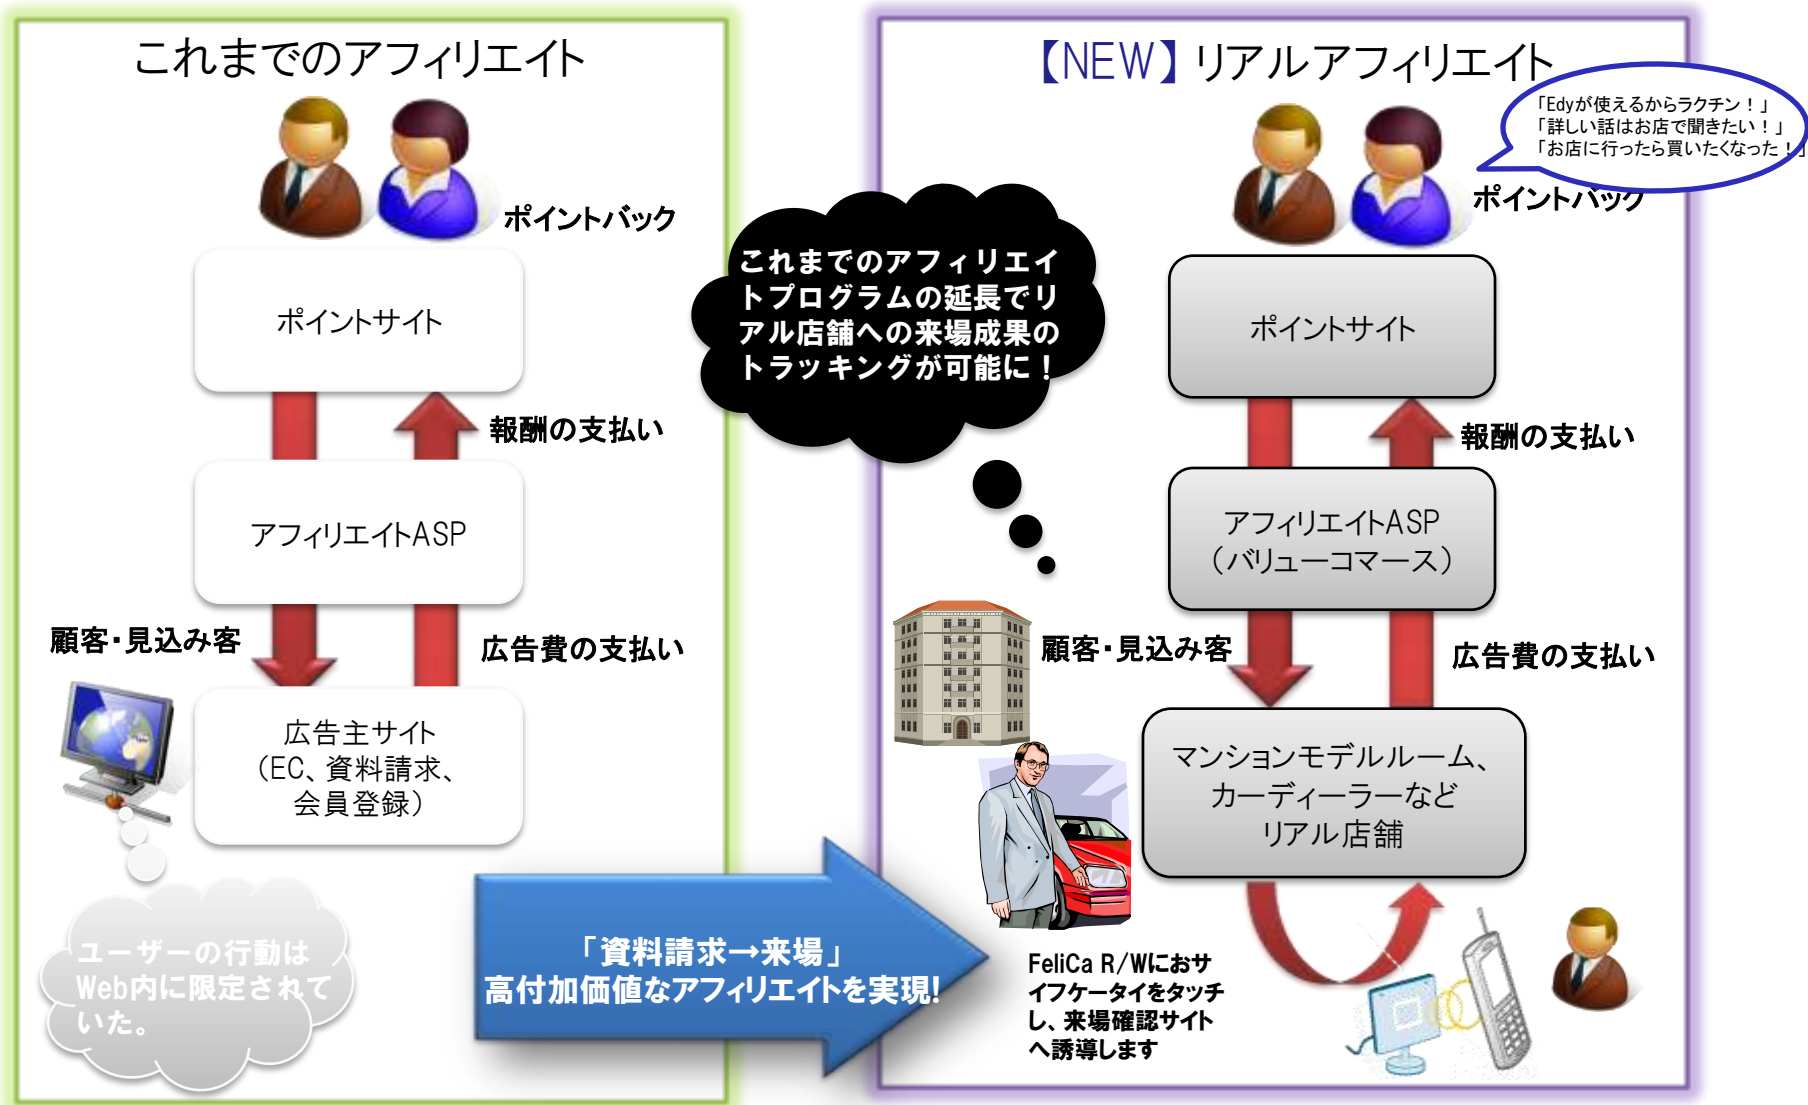 これまでのアフィリエイト
ポイントバック
ポイントサイト
報酬の支払い
アフィリエイトASP
顧客・見込み客
広告費の支払い
広告主サイト
（EC、資料請求、
会員登録）
ユーザーの行動は
Web内に限定されて
いた。
これまでのアフィリエイ
トプログラムの延長でリ
アル店舗への来場成果の
トラッキングが可能に！
「資料請求→来場」
高付加価値なアフィリエイトを実現!
【NEW】リアルアフィリエイト
「Edyが使えるからラクチン！」
「詳しい話はお店で聞きたい！」
「お店に行ったら買いたくなった！」
ポイントバック
ポイントサイト
報酬の支払い
アフィリエイトASP
（バリューコマース）
顧客・見込み客
広告費の支払い
マンションモデルルーム、
カーディーラーなど
リアル店舗
FeliCa R/Wにおサ
イフケータイをタッチ
し、来場確認サイト
へ誘導します